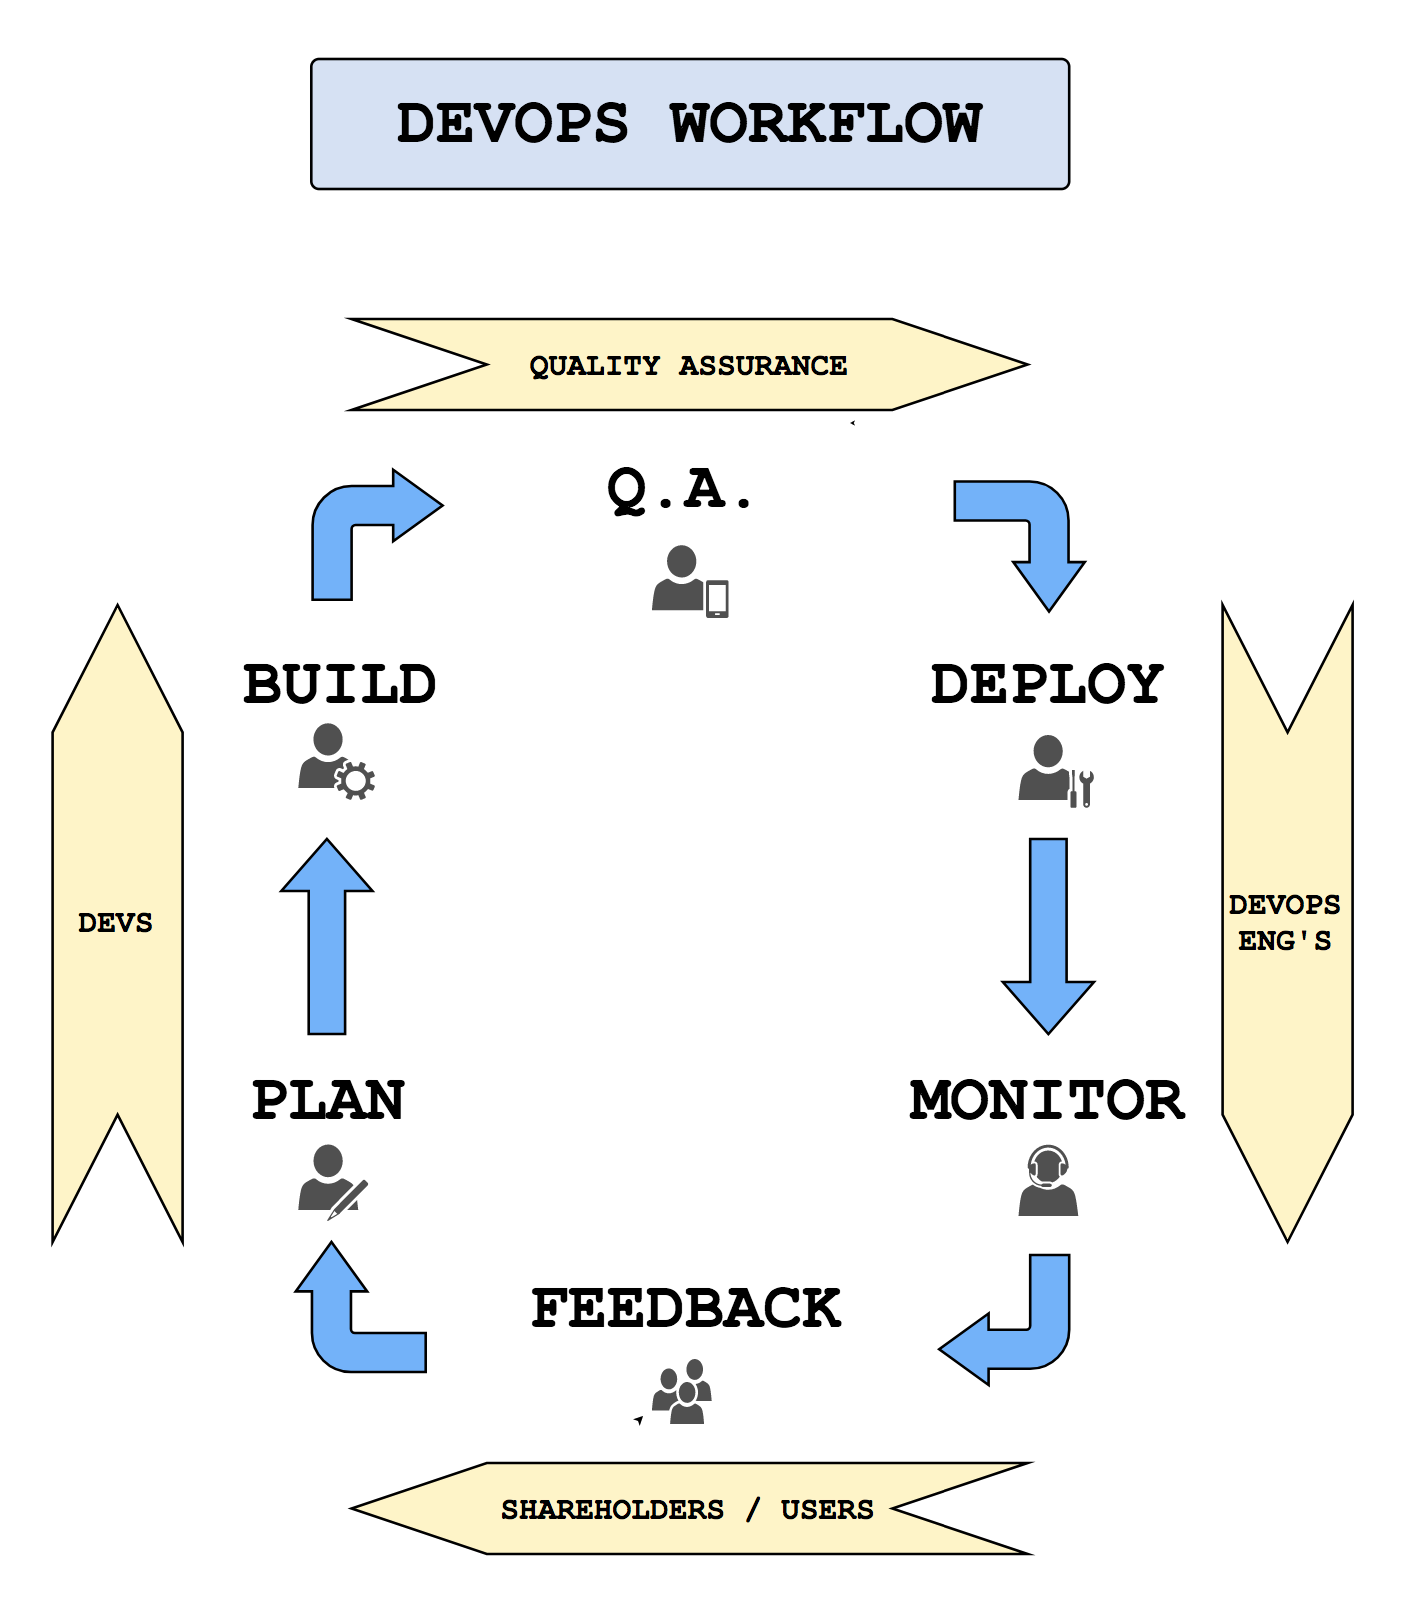 DEVOPS WORKFLOW
QUALITY ASSURANCE
Q.A.
BUILD
DEPLOY
DEVS
DEVOPS
ENG'S
PLAN
MONITOR
FEEDBACK
SHAREHOLDERS / USERS